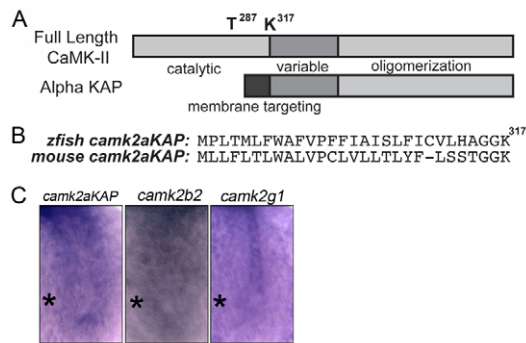 A
T287 K317
Full Length
CaMK-II
catalytic variable oligomerization
Alpha KAP
membrane targeting
B
zfish camk2aKAP: MPLTMLFWAFVPFFIAISLFICVLHAGGK317
mouse camk2aKAP: MLLFLTLWALVPCLVLLTLYF-LSSTGGK
C
camk2aKAP camk2b2 camk2g1
* * *